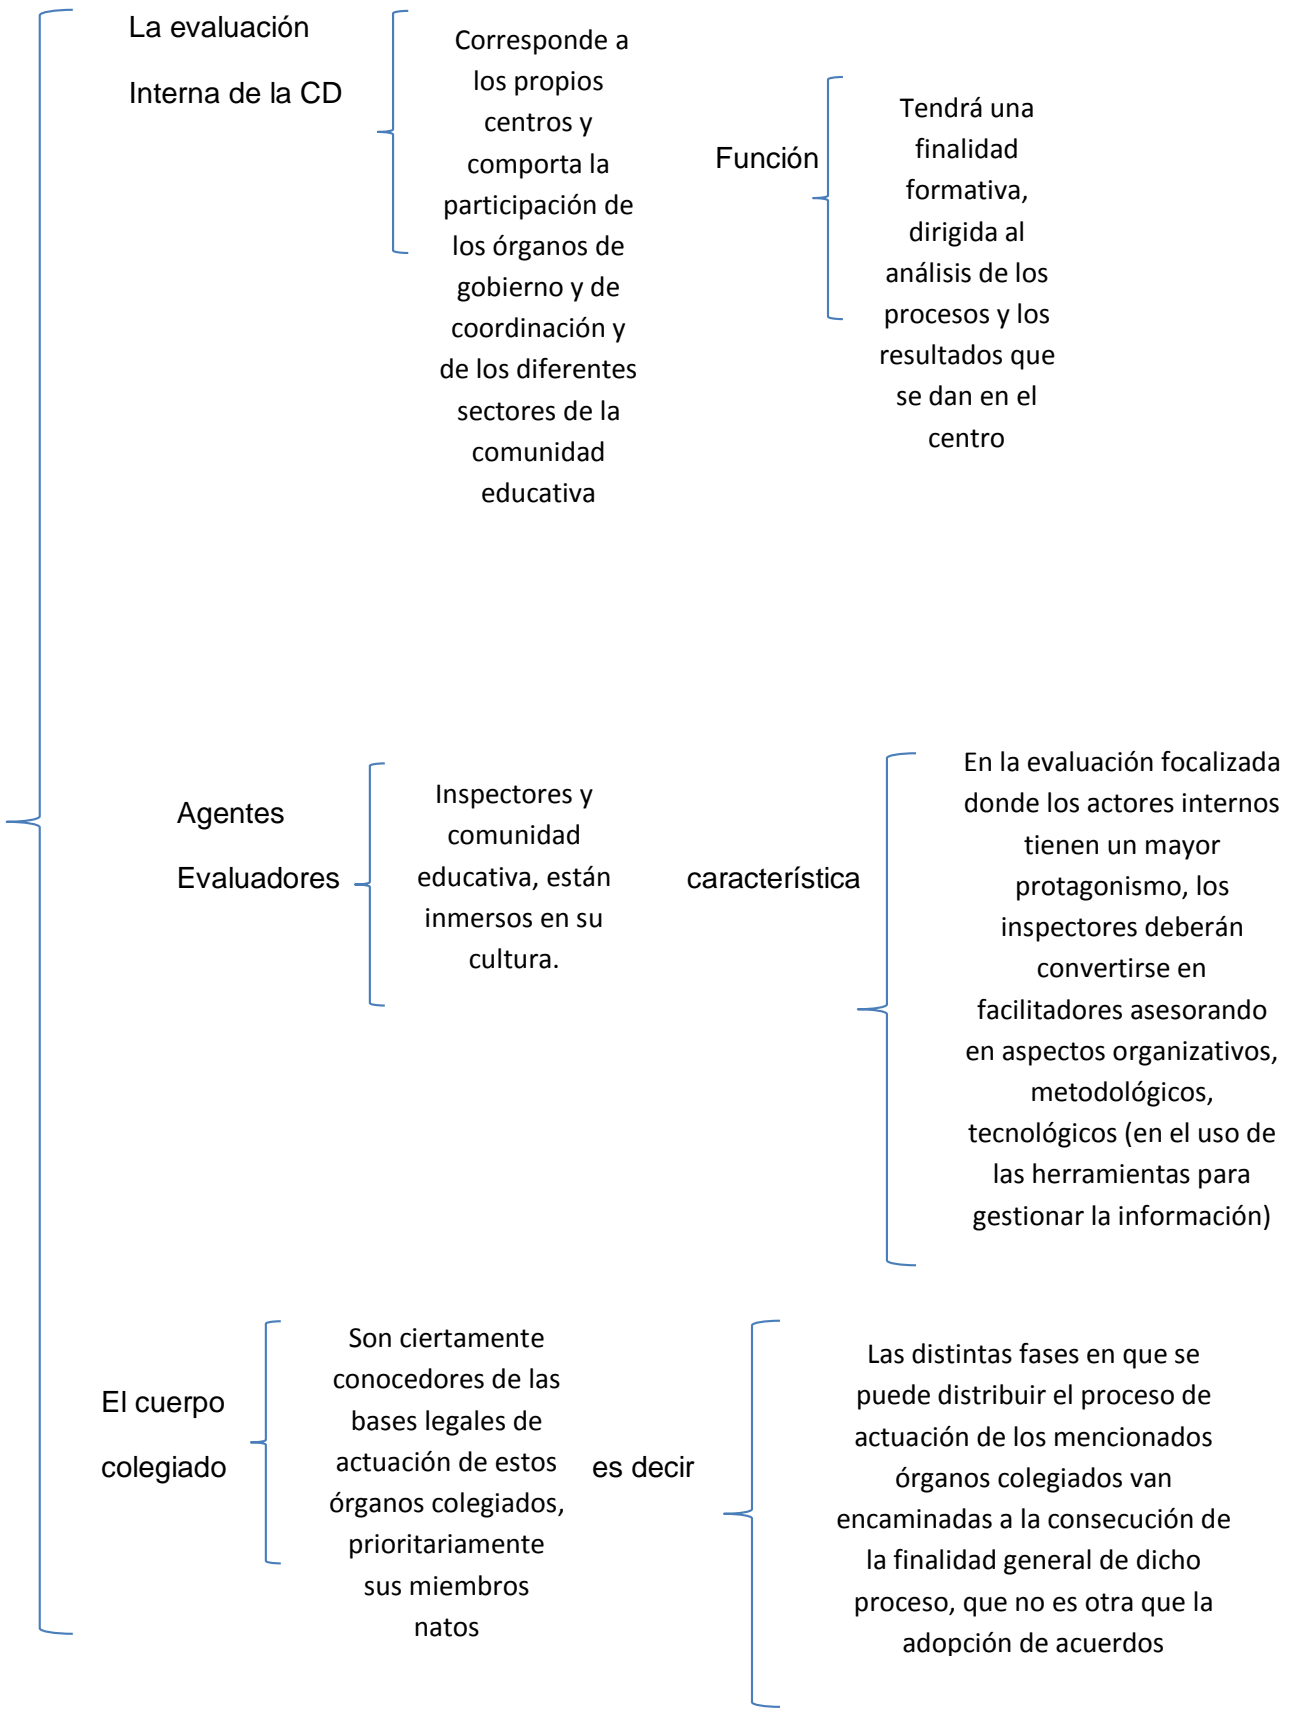 La evaluación
Interna de la CD
Corresponde a
los propios
centros y
comporta la
participación de
los órganos de
gobierno y de
coordinación y
de los diferentes
sectores de la
comunidad
educativa
Función
Tendrá una
finalidad
formativa,
dirigida al
análisis de los
procesos y los
resultados que
se dan en el
centro
Agentes
Evaluadores
Inspectores y
comunidad
educativa, están
inmersos en su
cultura.
característica
En la evaluación focalizada
donde los actores internos
tienen un mayor
protagonismo, los
inspectores deberán
convertirse en
facilitadores asesorando
en aspectos organizativos,
metodológicos,
tecnológicos (en el uso de
las herramientas para
gestionar la información)
El cuerpo
colegiado
Son ciertamente
conocedores de las
bases legales de
actuación de estos
órganos colegiados,
prioritariamente
sus miembros
natos
es decir
Las distintas fases en que se
puede distribuir el proceso de
actuación de los mencionados
órganos colegiados van
encaminadas a la consecución de
la finalidad general de dicho
proceso, que no es otra que la
adopción de acuerdos